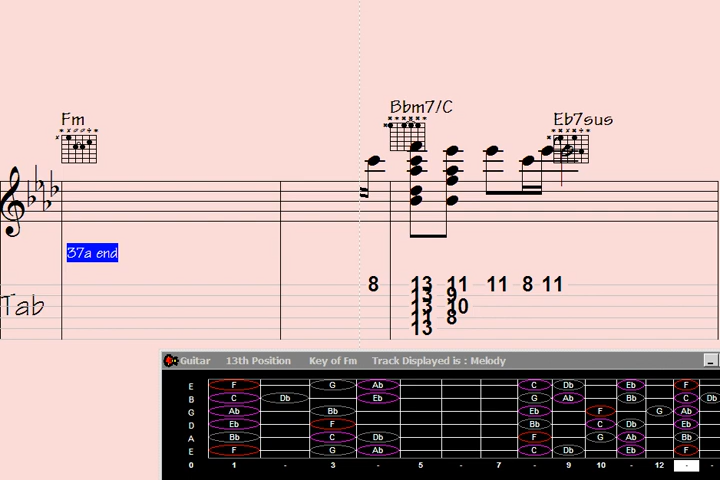 Fm
Bbm7/C
Eb7sus
37a end
Tab
8 13 11 11 8 11
13 9
13 10
11 8
13
Guitar 13th Position Key of Fm Track Displayed is : Melody
E F G Ab C Db Eb F
B C Db Eb G Ab Bb C Db
G Ab Bb Eb F G Ab
D Eb F Bb C Db Eb
A Bb C Db F G Ab Bb
E F G Ab C Db Eb F
0 1 - 3 - 5 - 7 - 9 10 - 12 - -